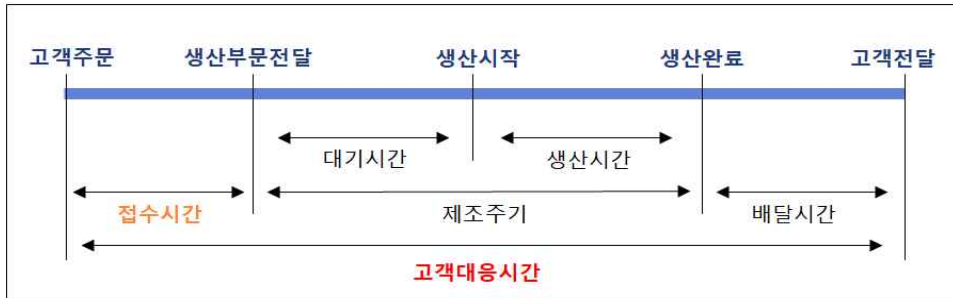 고객주문 생산부문전달 생산시작 생산완료 고객전달
대기시간 생산시간
접수시간 제조주기 배달시간
고객대응시간